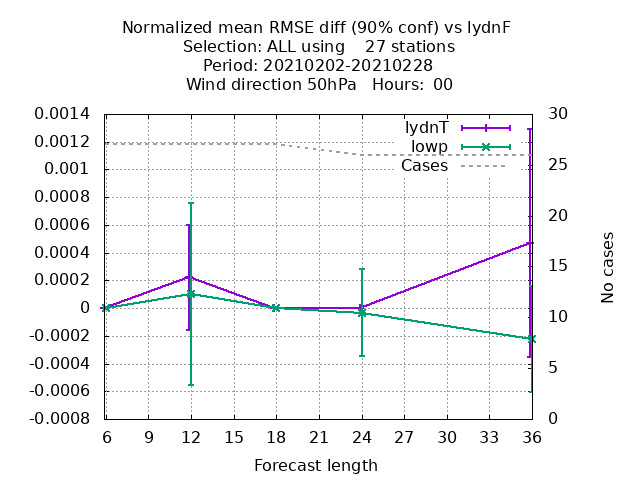 Normalized mean RMSE diff (90% conf) vs IydnF
Selection: ALL using    27 stations
Period: 20210202-20210228
Wind direction 50hPa   Hours:  00
0.0014
0.0012
0.001
0.0008
0.0006
0.0004
0.0002
0
-0.0002
-0.0004
-0.0006
-0.0008
IydnT
Iowp
Cases
30
25
20
15
10
5
0
No cases
6 9 12 15 18 21 24 27 30 33 36
Forecast length